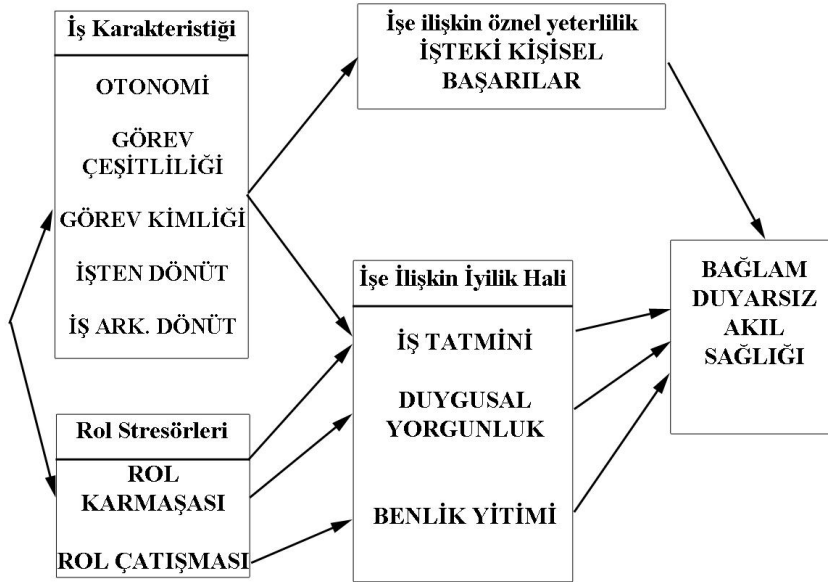 İş Karakteristiği
OTONOMİ
GÖREV
ÇEŞİTLİLİĞİ
GÖREV KİMLİĞİ
İŞTEN DÖNÜT
İŞ ARK. DÖNÜT
Rol Stresörleri
ROL
KARMAŞASI
ROL ÇATIŞMASI
İşe ilişkin öznel yeterlilik
İŞTEKİ KİŞİSEL
BAŞARILAR
İşe İlişkin İyilik Hali
İŞ TATMİNİ
DUYGUSAL
YORGUNLUK
BENLİK YİTİMİ
BAĞLAM
DUYARSIZ
AKIL
SAĞLIĞI